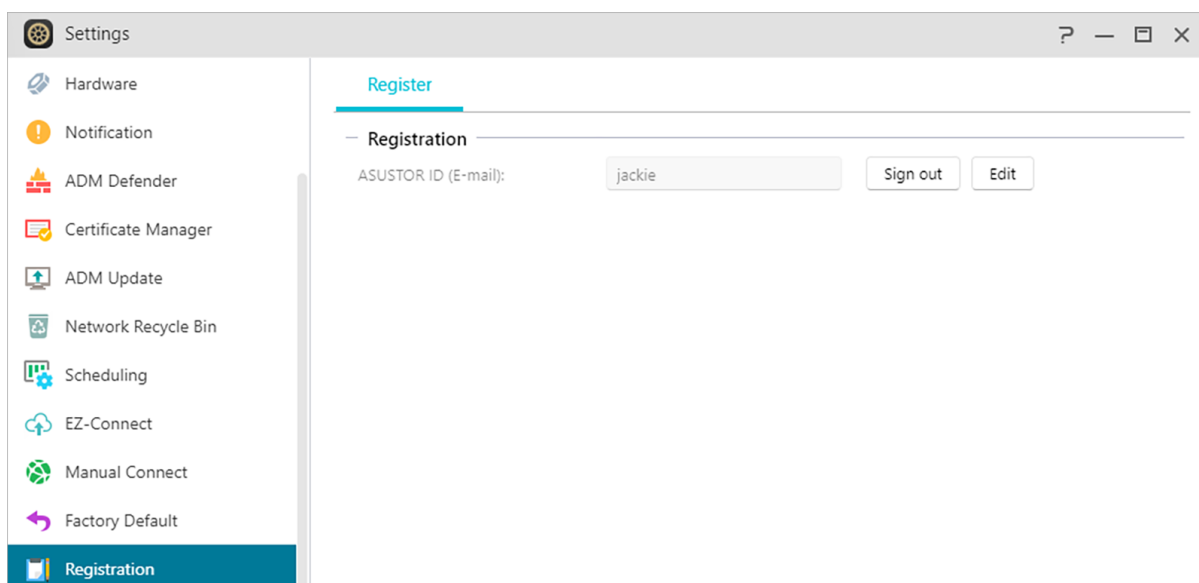 Settings
Hardware
Notification
ADM Defender
Certificate Manager
ADM Update
Network Recycle Bin
Scheduling
EZ-Connect
Manual Connect
Factory Default
Registration
Register
Registration
ASUSTOR ID (E-mail): jackie Sign out Edit